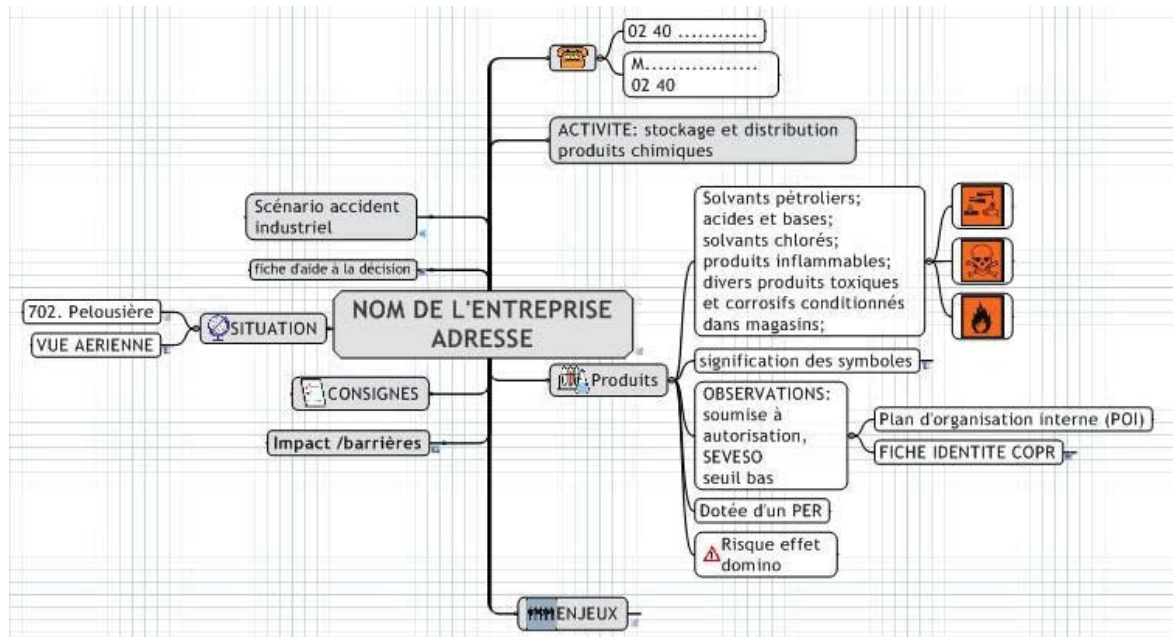 02 40 ............
M.................
02 40
ACTIVITE: stockage et distribution
produits chimiques
Scénario accident
industriel
fiche d'aide à la décision
NOM DE L'ENTREPRISE
ADRESSE
702. Pelousière
VUE AERIENNE
SITUATION
CONSIGNES
Impact /barrières
Produits
Solvants pétroliers;
acides et bases;
solvants chlorés;
produits inflammables;
divers produits toxiques
et corrosifs conditionnés
dans magasins;
signification des symboles
OBSERVATIONS:
soumise à
autorisation,
SEVESO
seuil bas
Plan d'organisation interne (POI)
FICHE IDENTITE COPR
Dotée d'un PER
Risque effet
domino
ENJEUX